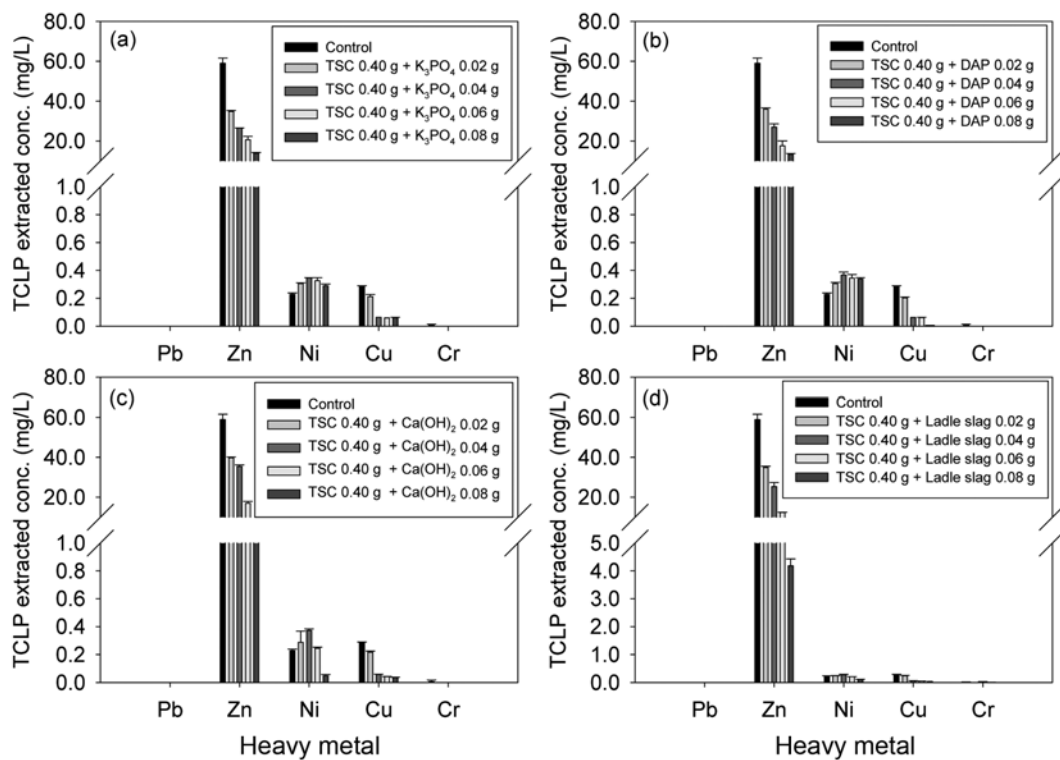 (a)
Control
TSC 0.40 g + K₃PO₄ 0.02 g
TSC 0.40 g + K₃PO₄ 0.04 g
TSC 0.40 g + K₃PO₄ 0.06 g
TSC 0.40 g + K₃PO₄ 0.08 g
TCLP extracted conc. (mg/L)
80.0
60.0
40.0
20.0
1.0
0.8
0.6
0.4
0.2
0.0
Pb Zn Ni Cu Cr
(b)
Control
TSC 0.40 g + DAP 0.02 g
TSC 0.40 g + DAP 0.04 g
TSC 0.40 g + DAP 0.06 g
TSC 0.40 g + DAP 0.08 g
TCLP extracted conc. (mg/L)
80.0
60.0
40.0
20.0
1.0
0.8
0.6
0.4
0.2
0.0
Pb Zn Ni Cu Cr
(c)
Control
TSC 0.40 g + Ca(OH)₂ 0.02 g
TSC 0.40 g + Ca(OH)₂ 0.04 g
TSC 0.40 g + Ca(OH)₂ 0.06 g
TSC 0.40 g + Ca(OH)₂ 0.08 g
TCLP extracted conc. (mg/L)
80.0
60.0
40.0
20.0
1.0
0.8
0.6
0.4
0.2
0.0
Pb Zn Ni Cu Cr
Heavy metal
(d)
Control
TSC 0.40 g + Ladle slag 0.02 g
TSC 0.40 g + Ladle slag 0.04 g
TSC 0.40 g + Ladle slag 0.06 g
TSC 0.40 g + Ladle slag 0.08 g
TCLP extracted conc. (mg/L)
80.0
60.0
40.0
20.0
5.0
4.0
3.0
2.0
1.0
0.0
Pb Zn Ni Cu Cr
Heavy metal